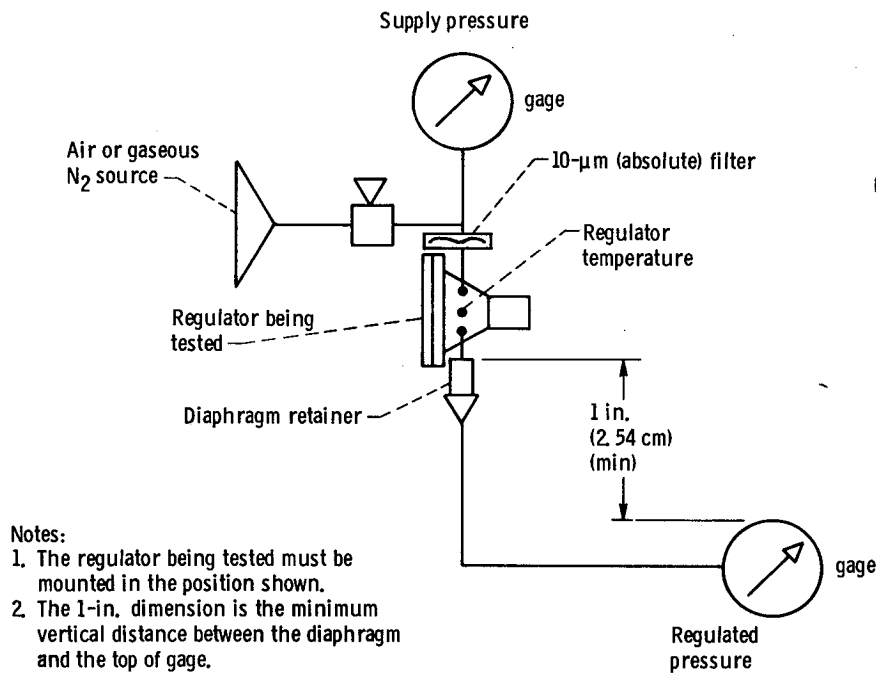 Supply pressure
gage
Air or gaseous
N2 source
10-μm (absolute) filter
Regulator
temperature
Regulator being
tested
Diaphragm retainer
1 in.
(2.54 cm)
(min)
Notes:
1. The regulator being tested must be
mounted in the position shown.
2. The 1-in. dimension is the minimum
vertical distance between the diaphragm
and the top of gage.
gage
Regulated
pressure